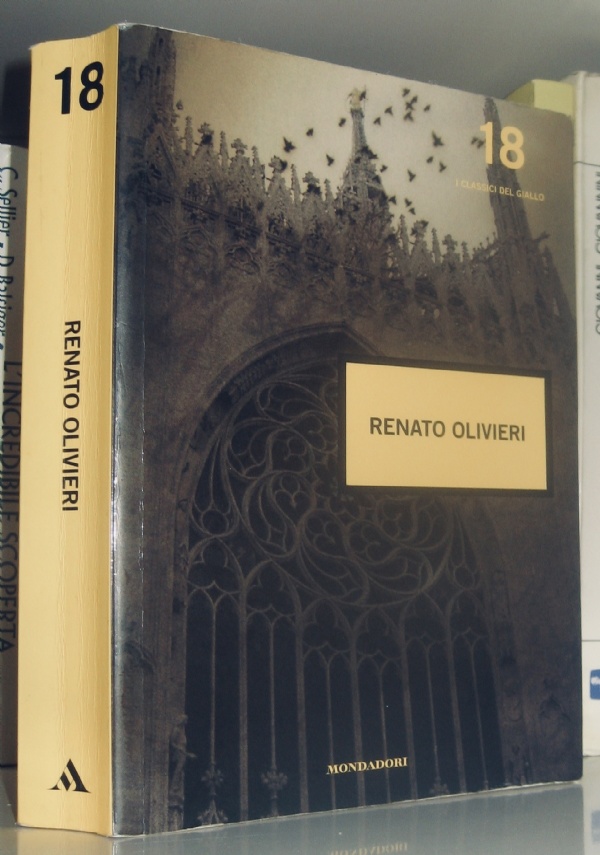 18
RENATO OLIVIERI
18
I CLASSICI DEL GIALLO
RENATO OLIVIERI
MONDADORI
L'INCREDIBILE SCOPERTA